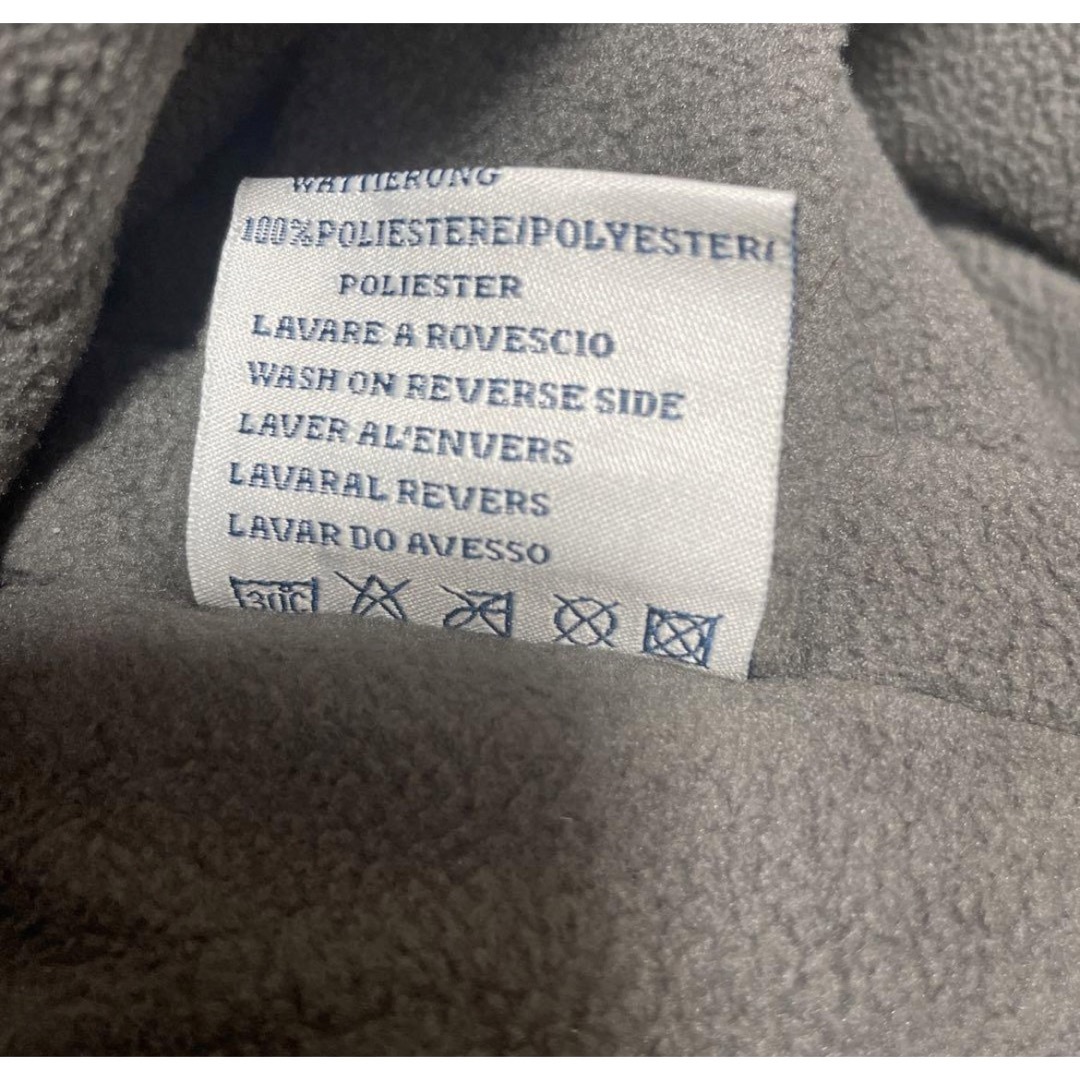 WATTIERUNG
100%POLIESTERE/POLYESTER/
POLIESTER
LAVARE A ROVESCIO
WASH ON REVERSE SIDE
LAVER AL'ENVERS
LAVARAL REVERS
LAVAR DO AVESSO
30°C